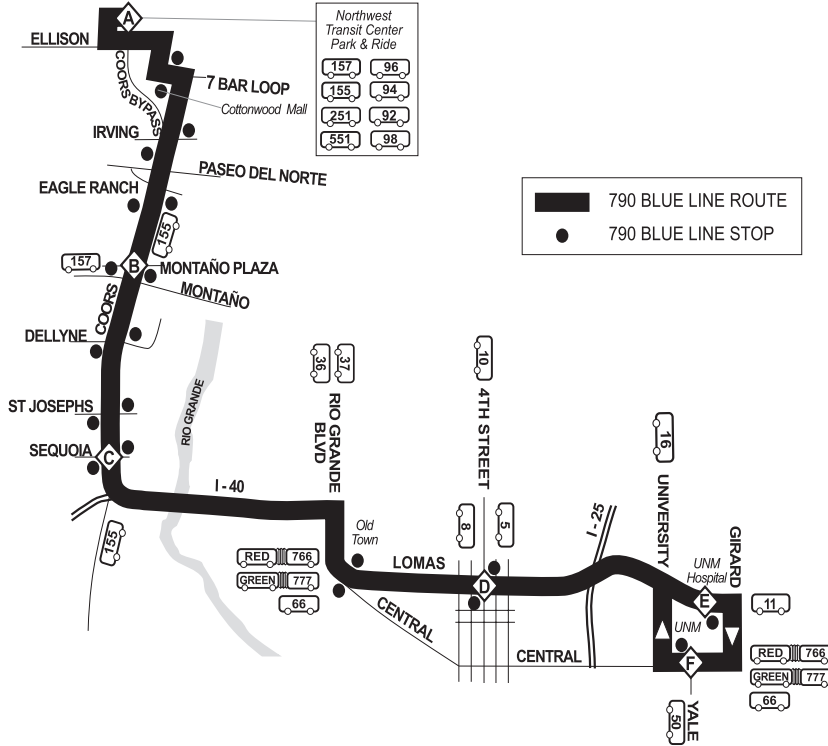 A
Northwest
Transit Center
Park & Ride
157 96
155 94
251 92
551 98
ELLISON
COORS BYPASS
7 BAR LOOP
Cottonwood Mall
IRVING
PASEO DEL NORTE
EAGLE RANCH
155
790 BLUE LINE ROUTE
790 BLUE LINE STOP
157
B
MONTAÑO PLAZA
MONTAÑO
COORS
DELLYNE
RIO GRANDE
ST JOSEPHS
SEQUOIA
C
155
I - 40
36
37
RIO GRANDE
BLVD
10
4TH STREET
8
5
16
UNIVERSITY
I - 25
Old
Town
RED 766
GREEN 777
66
LOMAS
D
CENTRAL
CENTRAL
UNM
Hospital
GIRARD
E
11
UNM
F
RED 766
GREEN 777
66
50
YALE